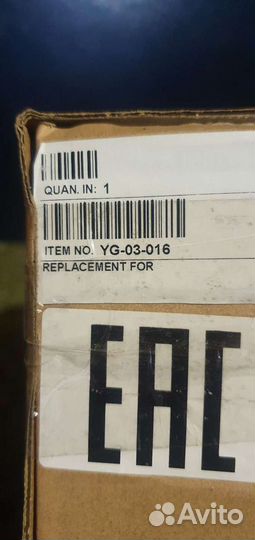 QUAN. IN: 1
ITEM NO. YG-03-016
REPLACEMENT FOR
EAC
Avito